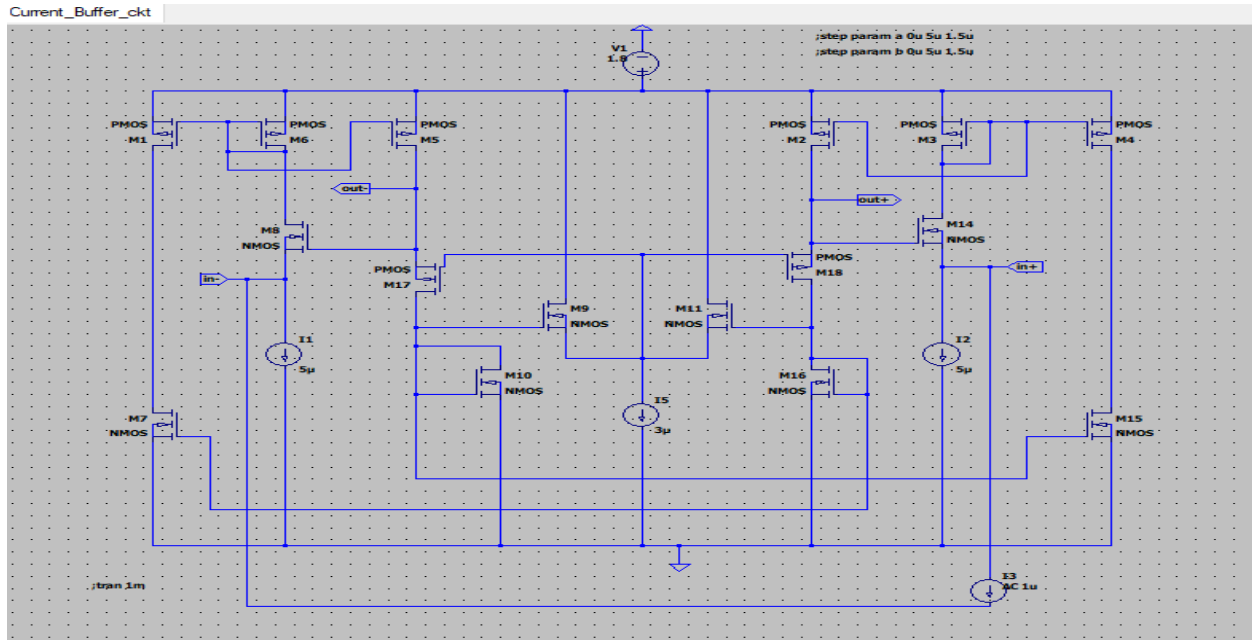 Current_Buffer_ckt
;step param a 0u 5u 1.5u
;step param b 0u 5u 1.5u
V1
1.8
PMOS
M1
PMOS
M6
PMOS
M5
PMOS
M2
PMOS
M3
PMOS
M4
out-
out+
M8
NMOS
M14
NMOS
PMOS
M17
PMOS
M18
in-
in+
M9
NMOS
M11
NMOS
I1
5µ
I2
5µ
M10
NMOS
M16
NMOS
I5
3µ
M7
NMOS
M15
NMOS
;tran 1m
I3
AC 1u